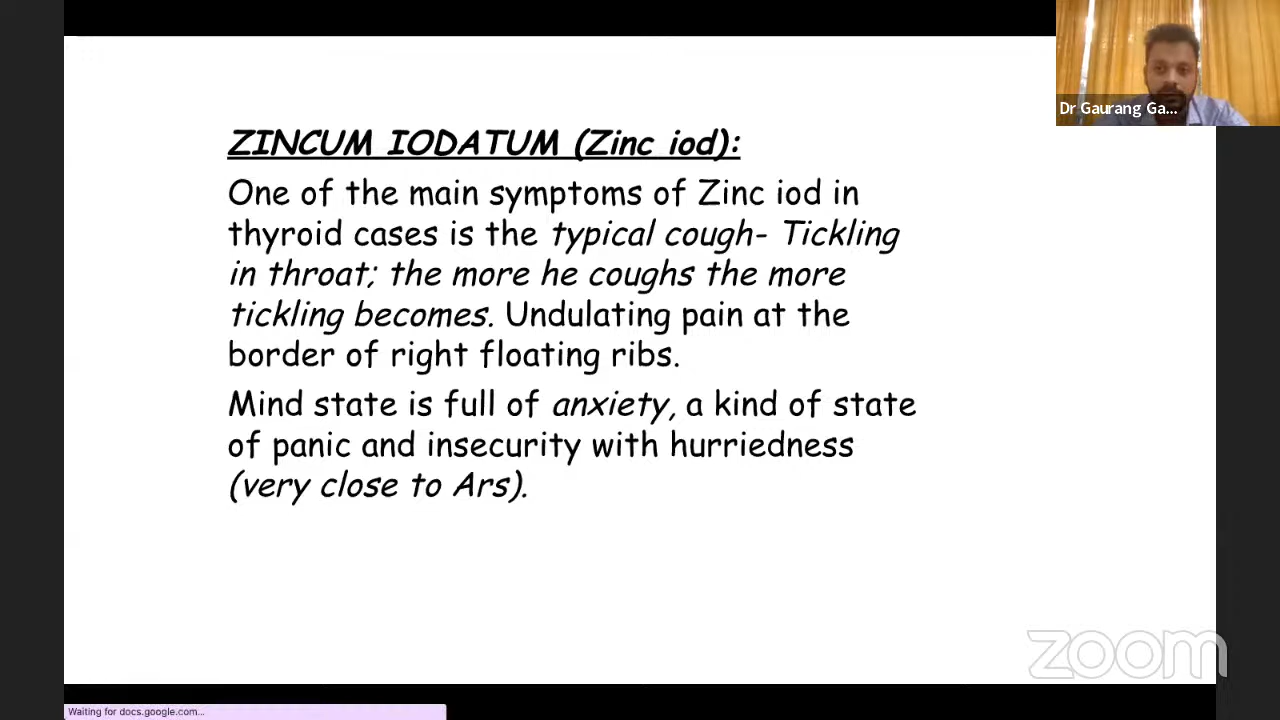 Dr Gaurang Ga...
ZINCUM IODATUM (Zinc iod):
One of the main symptoms of Zinc iod in
thyroid cases is the typical cough- Tickling
in throat; the more he coughs the more
tickling becomes. Undulating pain at the
border of right floating ribs.
Mind state is full of anxiety, a kind of state
of panic and insecurity with hurriedness
(very close to Ars).
zoom
Waiting for docs.google.com...